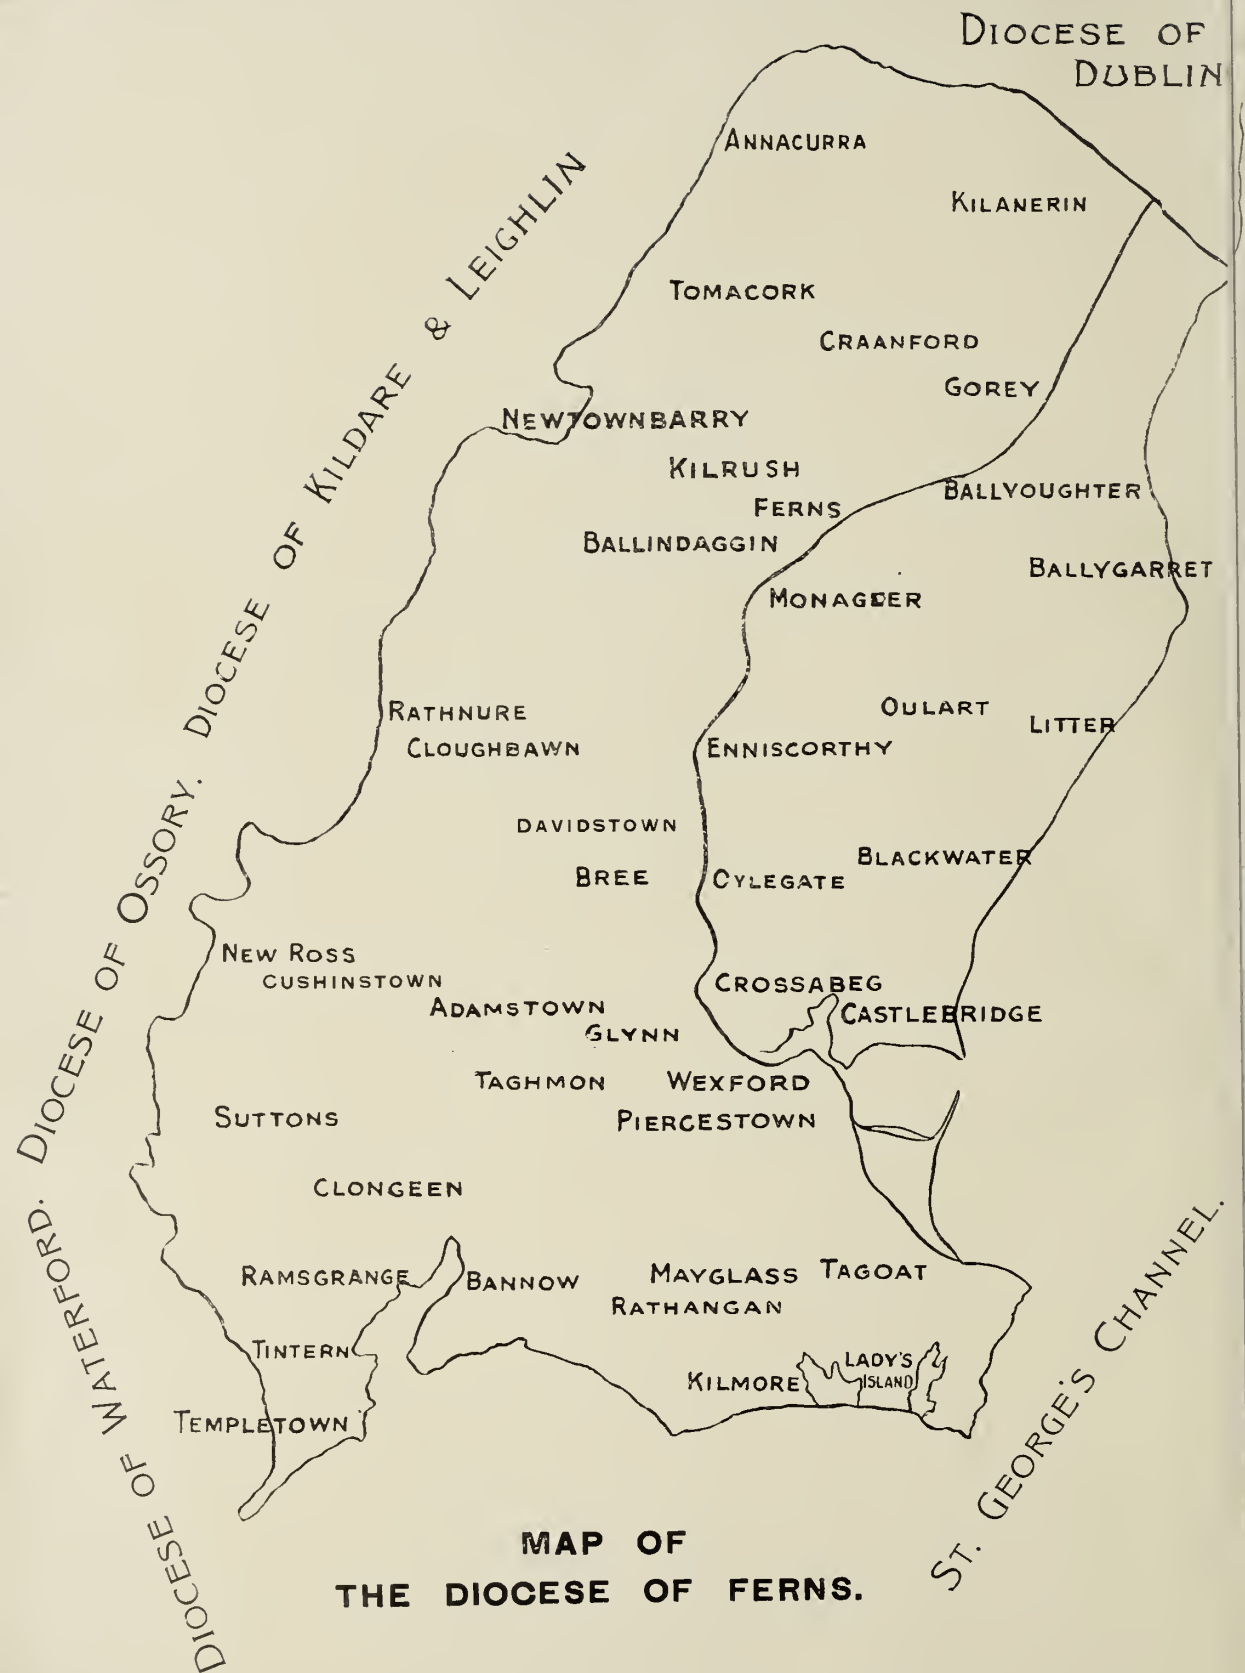 DIOCESE OF
DUBLIN
ANNACURRA
KILANERIN
DIOCESE OF KILDARE & LEIGHLIN
TOMACORK
CRAANFORD
GOREY
NEWTOWNBARRY
KILRUSH
BALLYOUGHTER
FERNS
BALLINDAGGIN
BALLYGARRET
MONAGEER
RATHNURE
OULART
LITTER
CLOUGHBAWN
ENNISCORTHY
DIOCESE OF OSSORY.
DAVIDSTOWN
BLACKWATER
BREE
OYLEGATE
NEW ROSS
CUSHINSTOWN
CROSSABEG
ADAMSTOWN
CASTLEBRIDGE
GLYNN
TAGHMON
WEXFORD
SUTTONS
PIERCESTOWN
CLONGEEN
DIOCESE OF WATERFORD.
RAMSGRANGE
BANNOW
MAYGLASS
TAGOAT
RATHANGAN
TINTERN
LADY'S
ISLAND
KILMORE
TEMPLETOWN
ST. GEORGE'S CHANNEL.
MAP OF
THE DIOCESE OF FERNS.